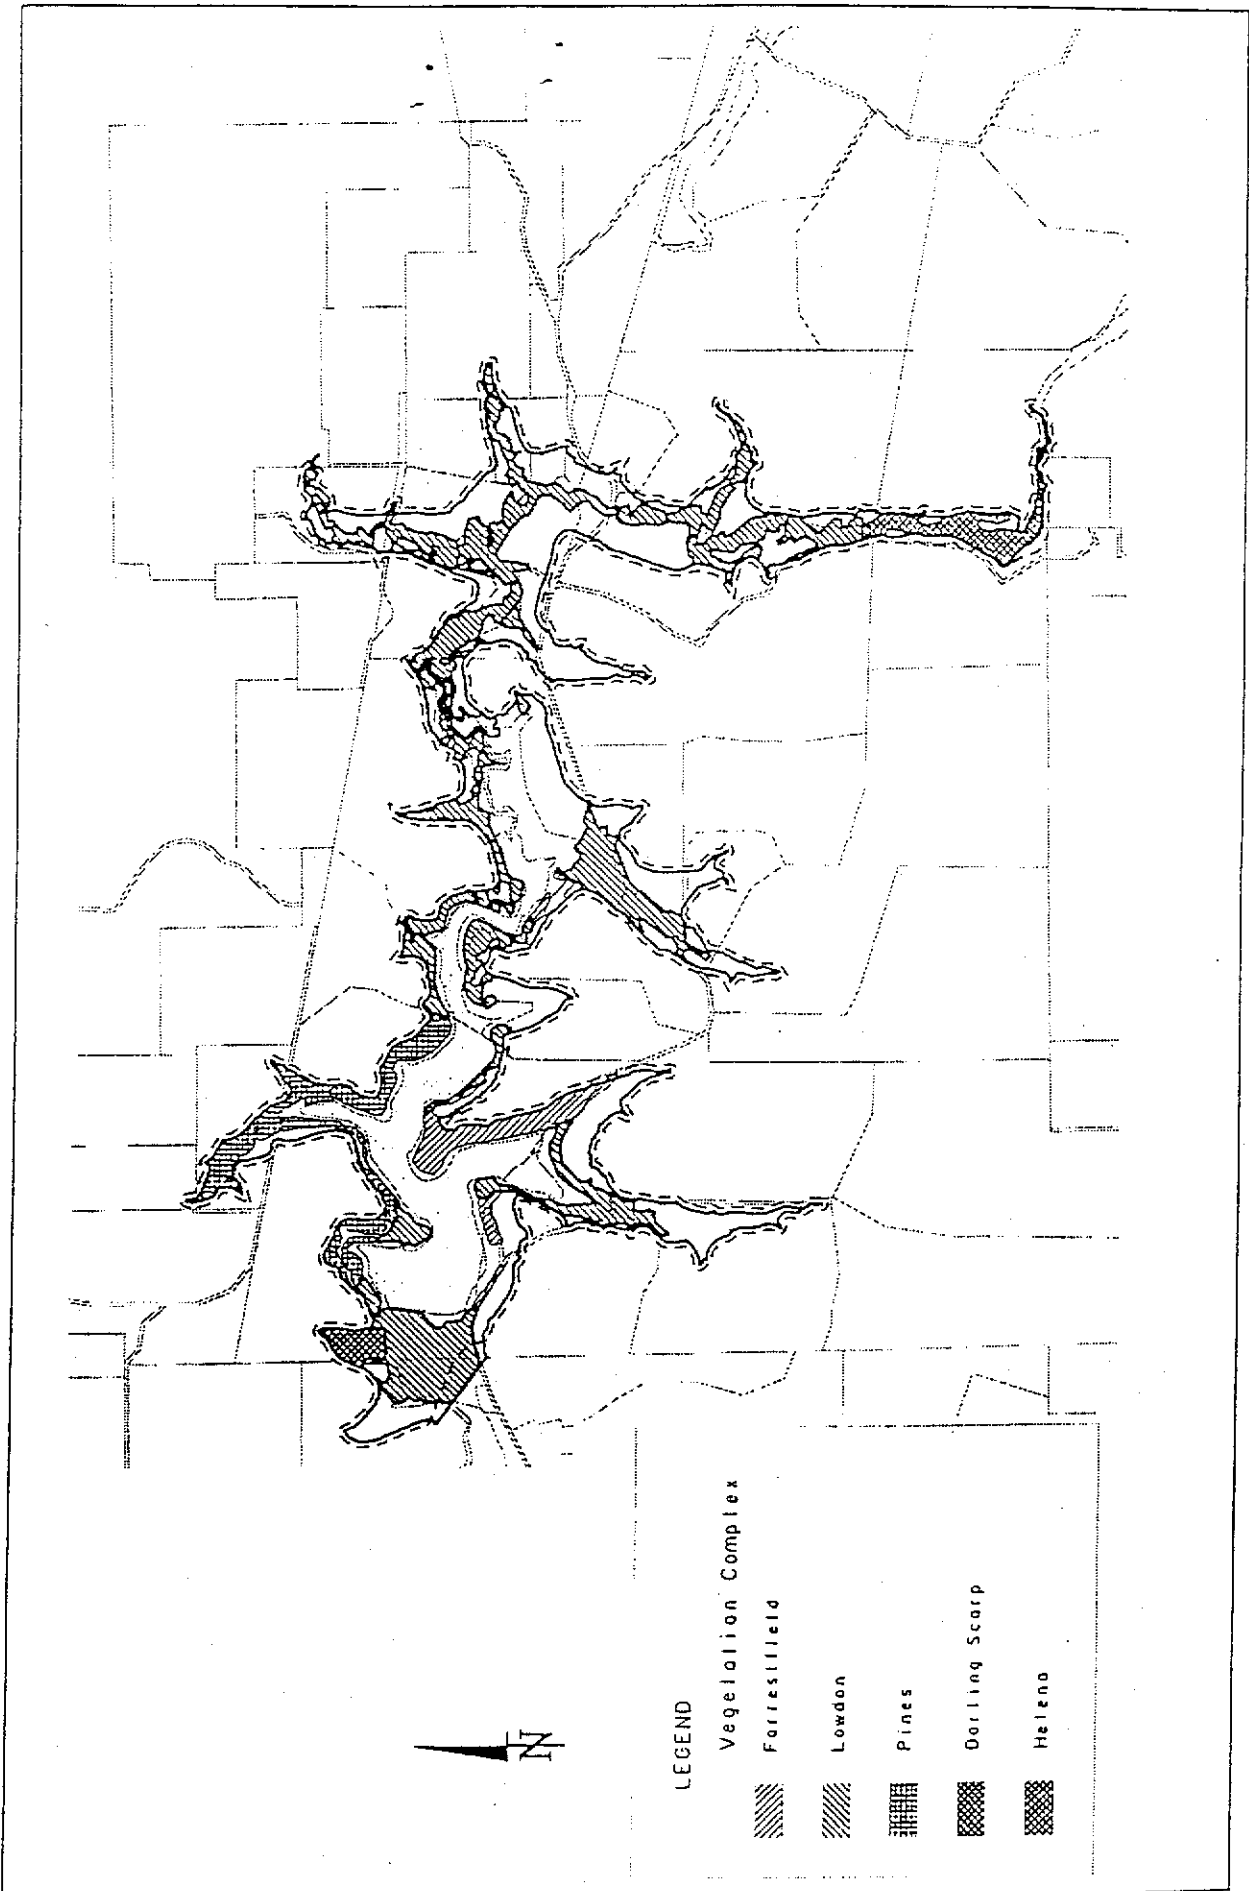 N
LEGEND
Vegetation Complex
Forrestfield
Lowdon
Pines
Darling Scarp
Helena